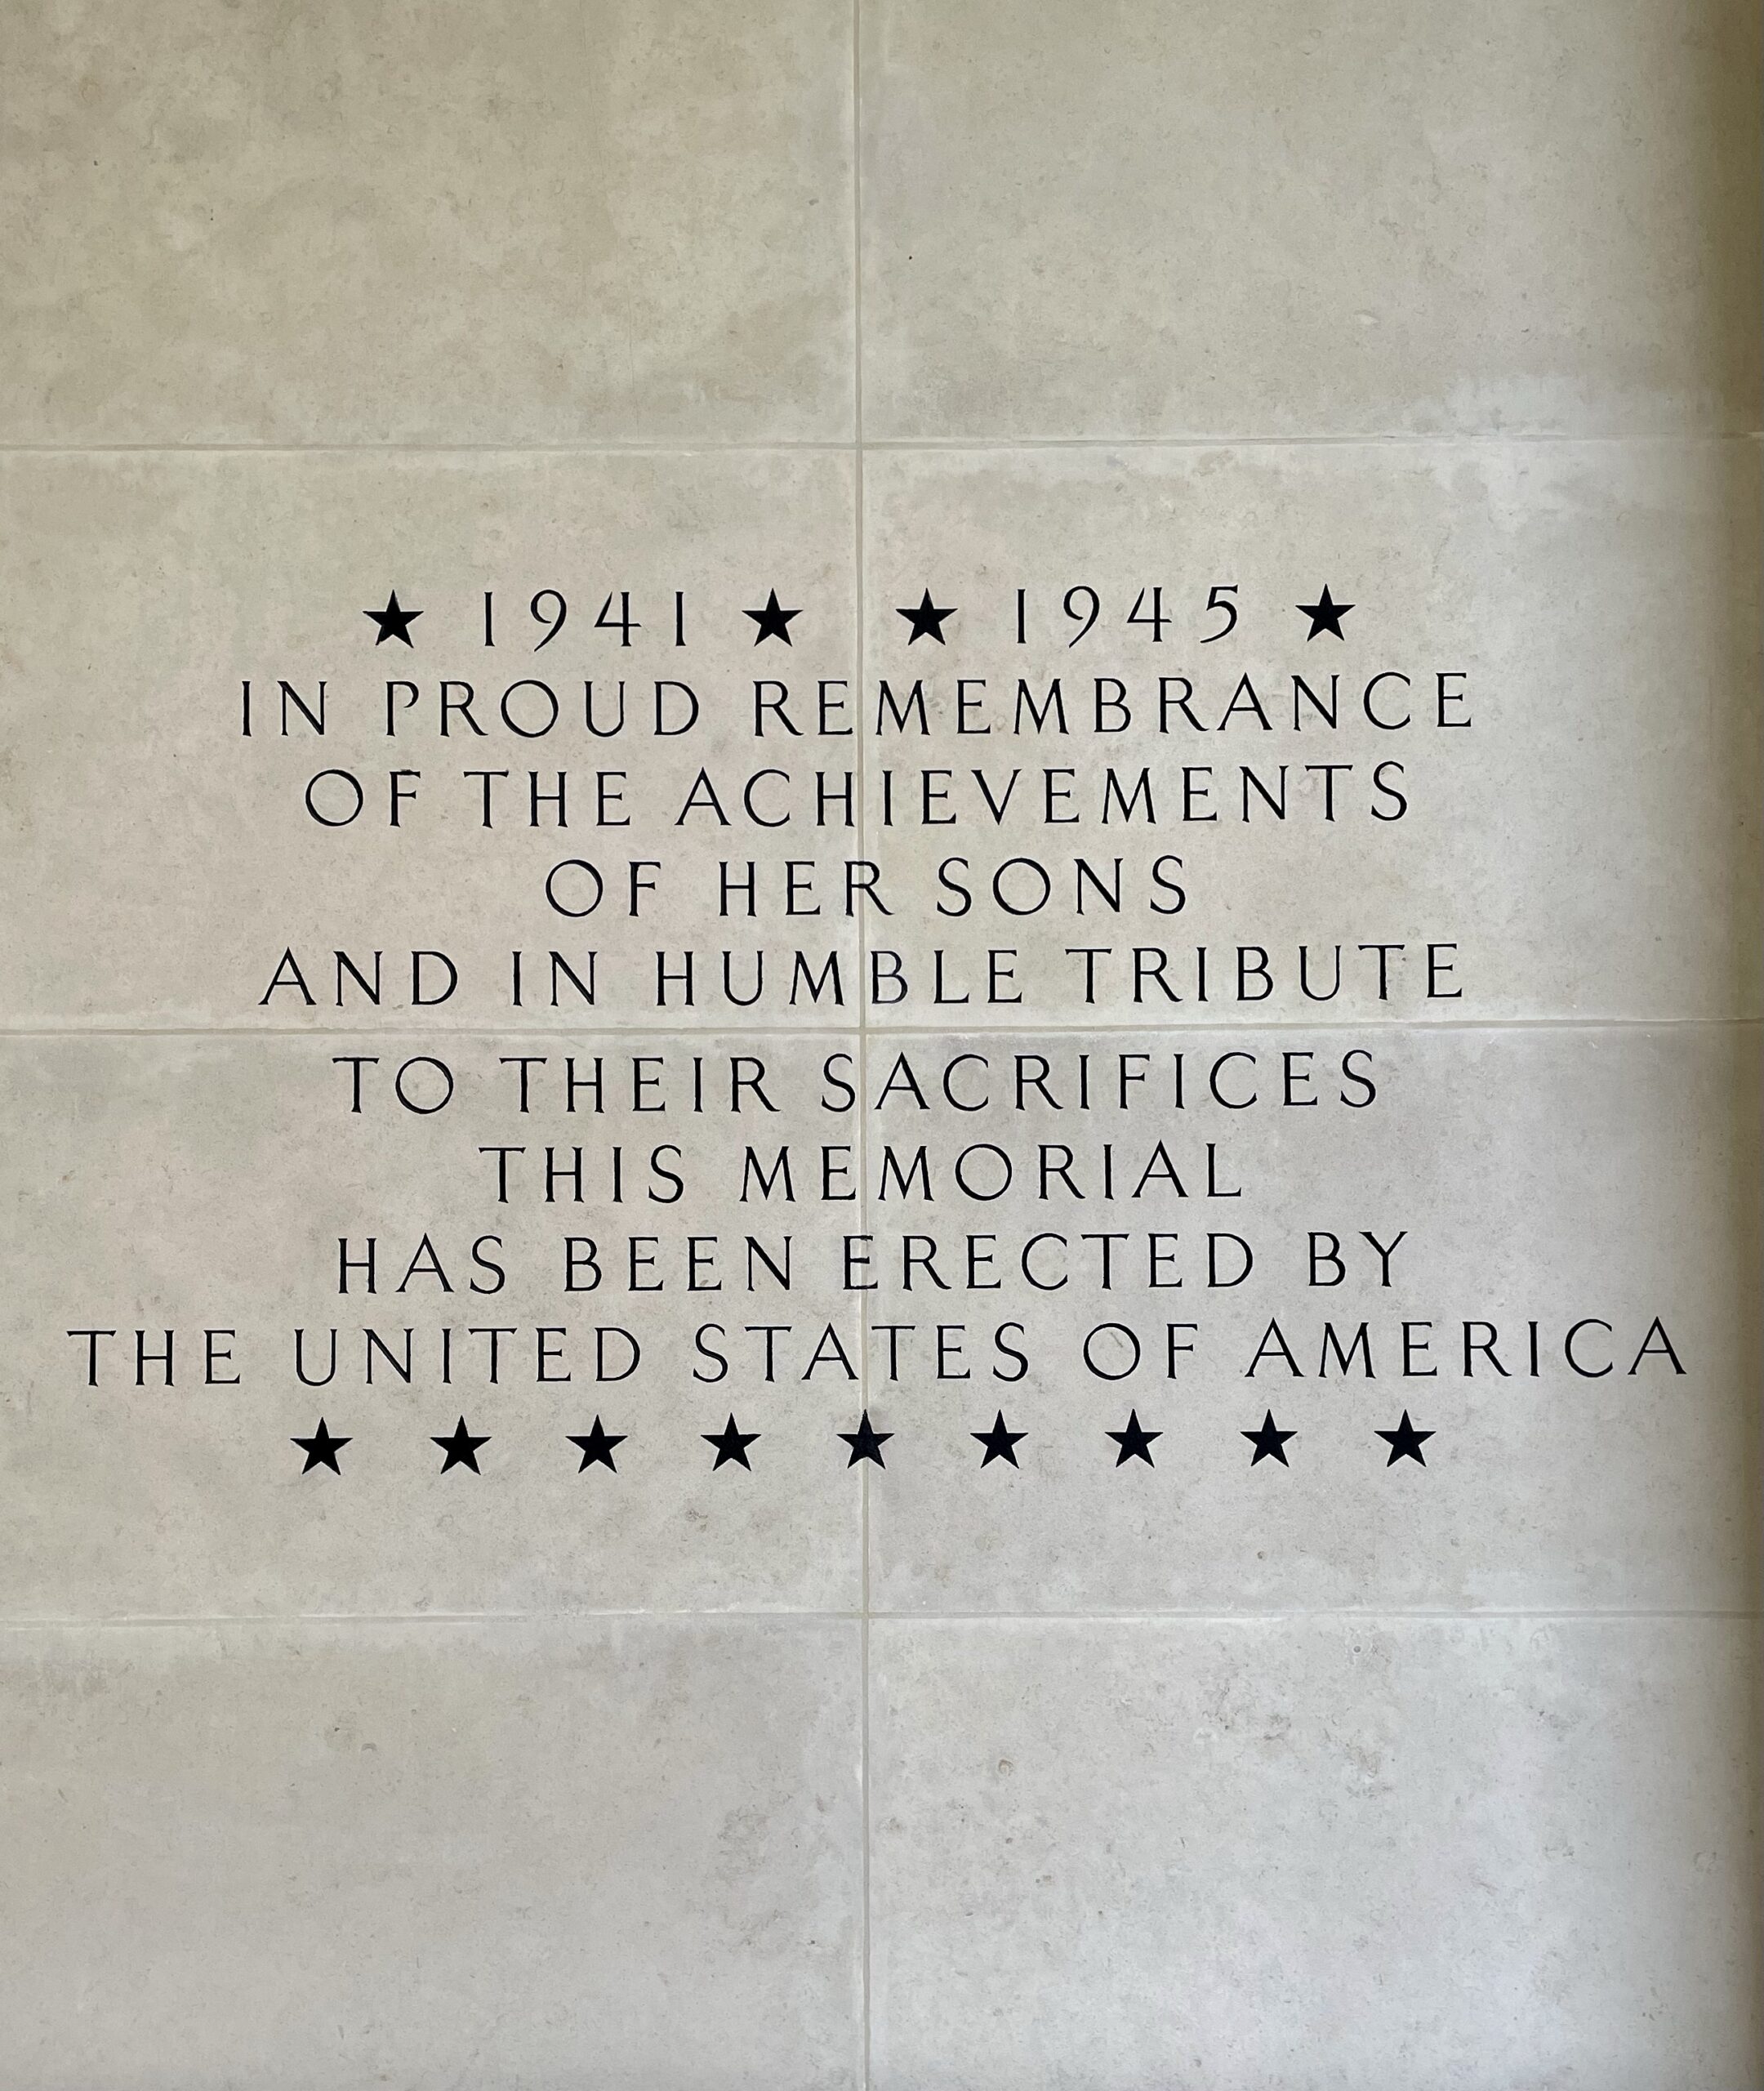 ★ 1941 ★ ★ 1945 ★
IN PROUD REMEMBRANCE
OF THE ACHIEVEMENTS
OF HER SONS
AND IN HUMBLE TRIBUTE
TO THEIR SACRIFICES
THIS MEMORIAL
HAS BEEN ERECTED BY
THE UNITED STATES OF AMERICA
★ ★ ★ ★ ★ ★ ★ ★ ★